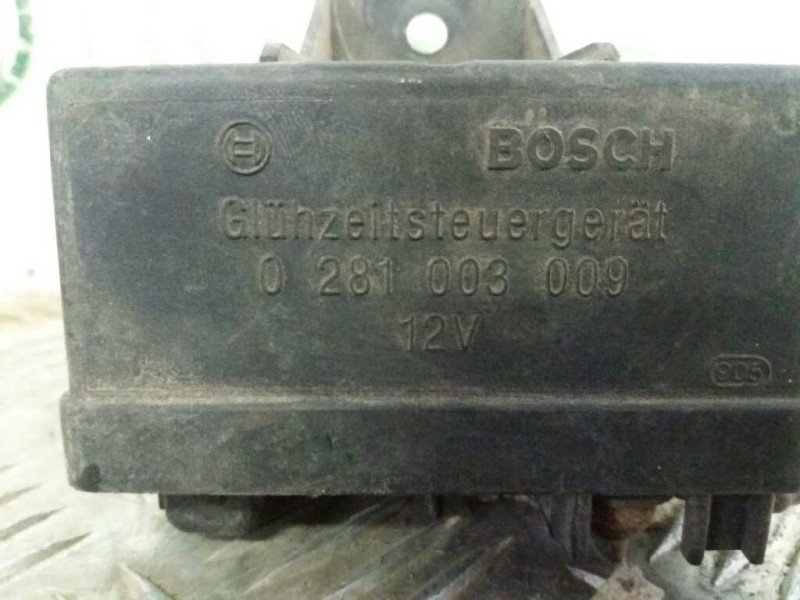 BOSCH
Glühzeitsteuergerät
0 281 003 009
12V
905